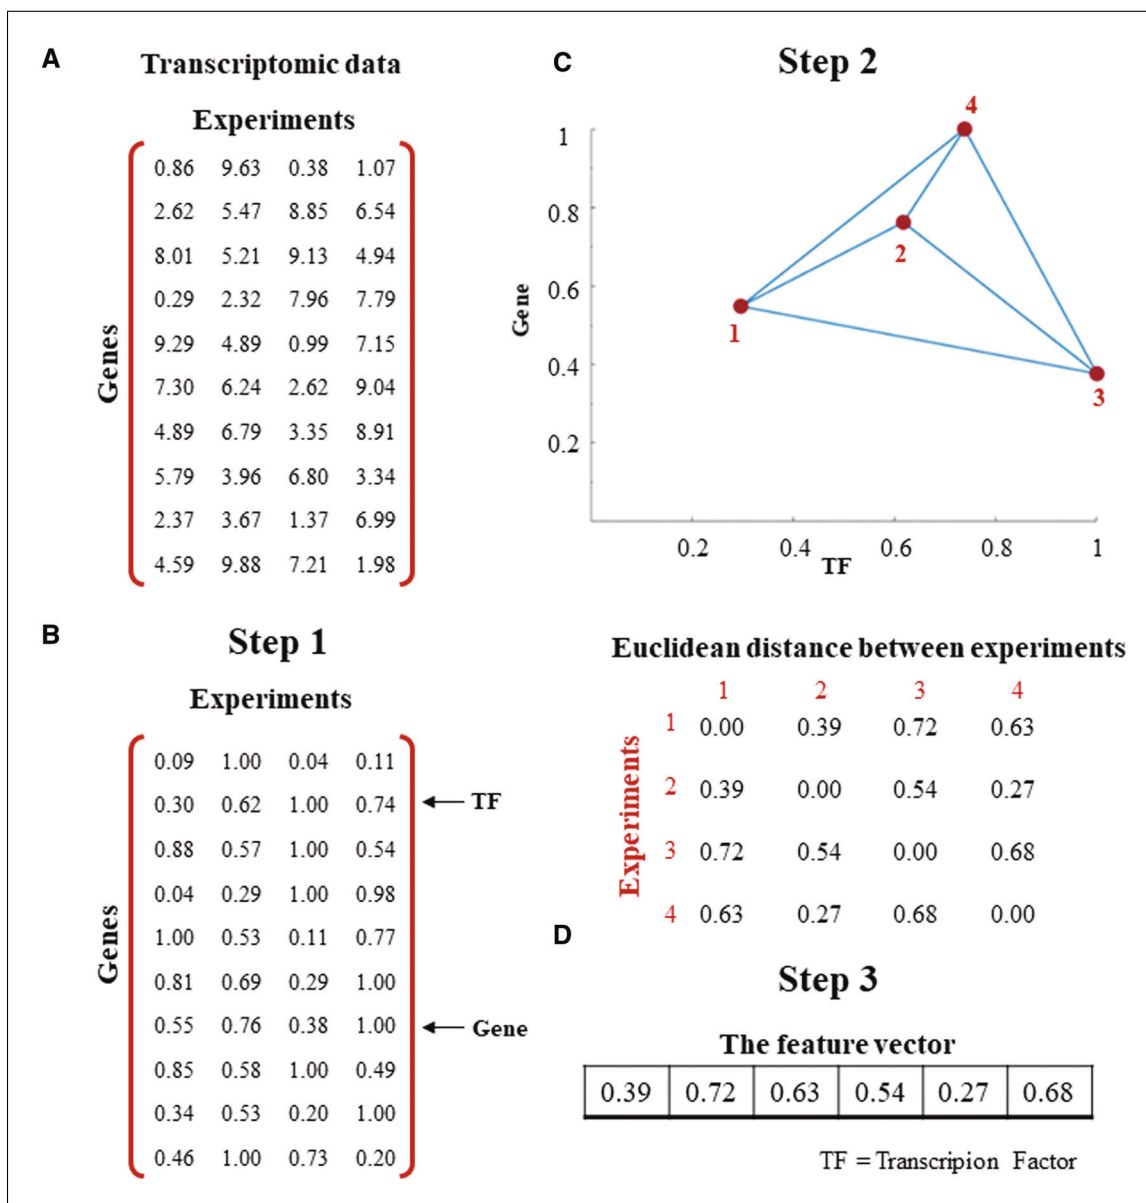 A
Transcriptomic data
Experiments
Genes
0.86 9.63 0.38 1.07
2.62 5.47 8.85 6.54
8.01 5.21 9.13 4.94
0.29 2.32 7.96 7.79
9.29 4.89 0.99 7.15
7.30 6.24 2.62 9.04
4.89 6.79 3.35 8.91
5.79 3.96 6.80 3.34
2.37 3.67 1.37 6.99
4.59 9.88 7.21 1.98
B
Step 1
Experiments
Genes
0.09 1.00 0.04 0.11
0.30 0.62 1.00 0.74 TF
0.88 0.57 1.00 0.54
0.04 0.29 1.00 0.98
1.00 0.53 0.11 0.77
0.81 0.69 0.29 1.00
0.55 0.76 0.38 1.00 Gene
0.85 0.58 1.00 0.49
0.34 0.53 0.20 1.00
0.46 1.00 0.73 0.20
C
Step 2
Gene
1
0.8
0.6
0.4
0.2
4
2
1
3
0.2 0.4 0.6 0.8 1
TF
Euclidean distance between experiments
Experiments
1 2 3 4
1 0.00 0.39 0.72 0.63
2 0.39 0.00 0.54 0.27
3 0.72 0.54 0.00 0.68
4 0.63 0.27 0.68 0.00
D
Step 3
The feature vector
0.39 0.72 0.63 0.54 0.27 0.68
TF = Transcripion Factor